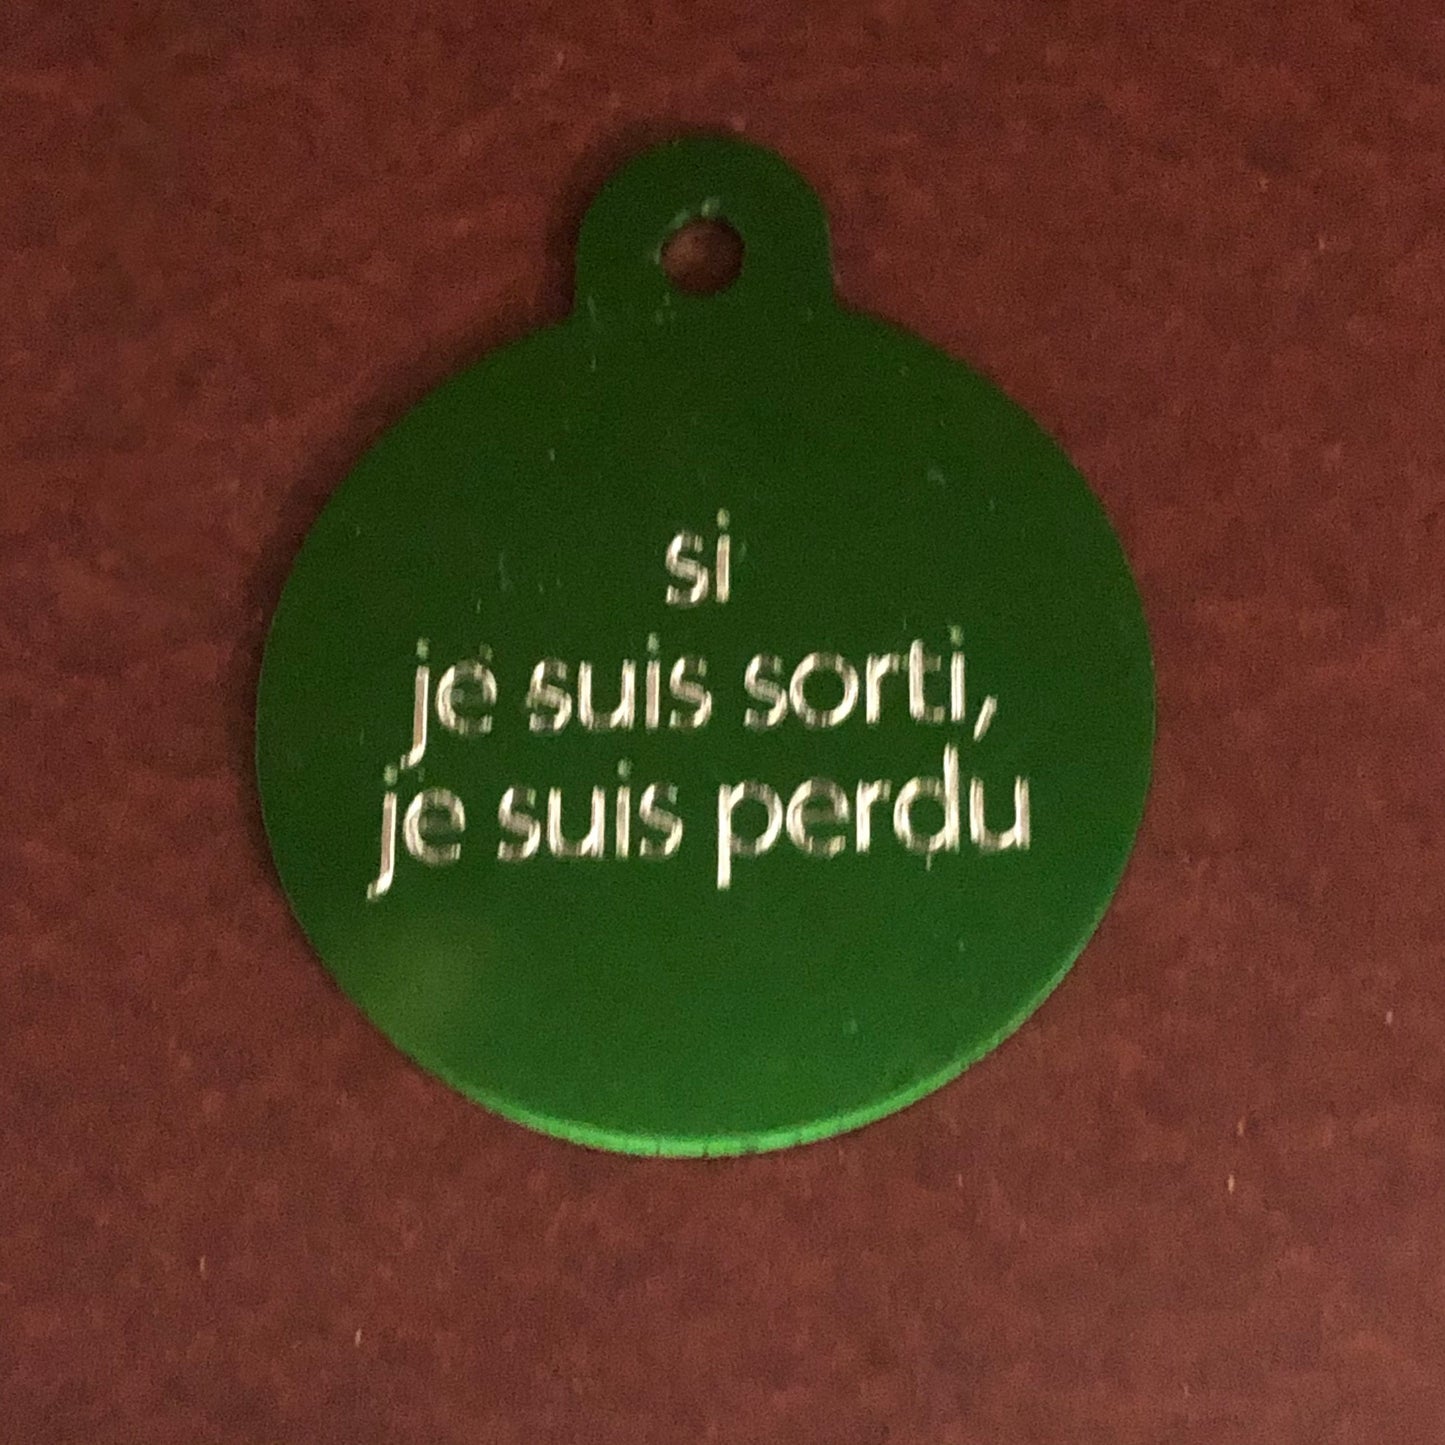 si
je suis sorti,
je suis perdu